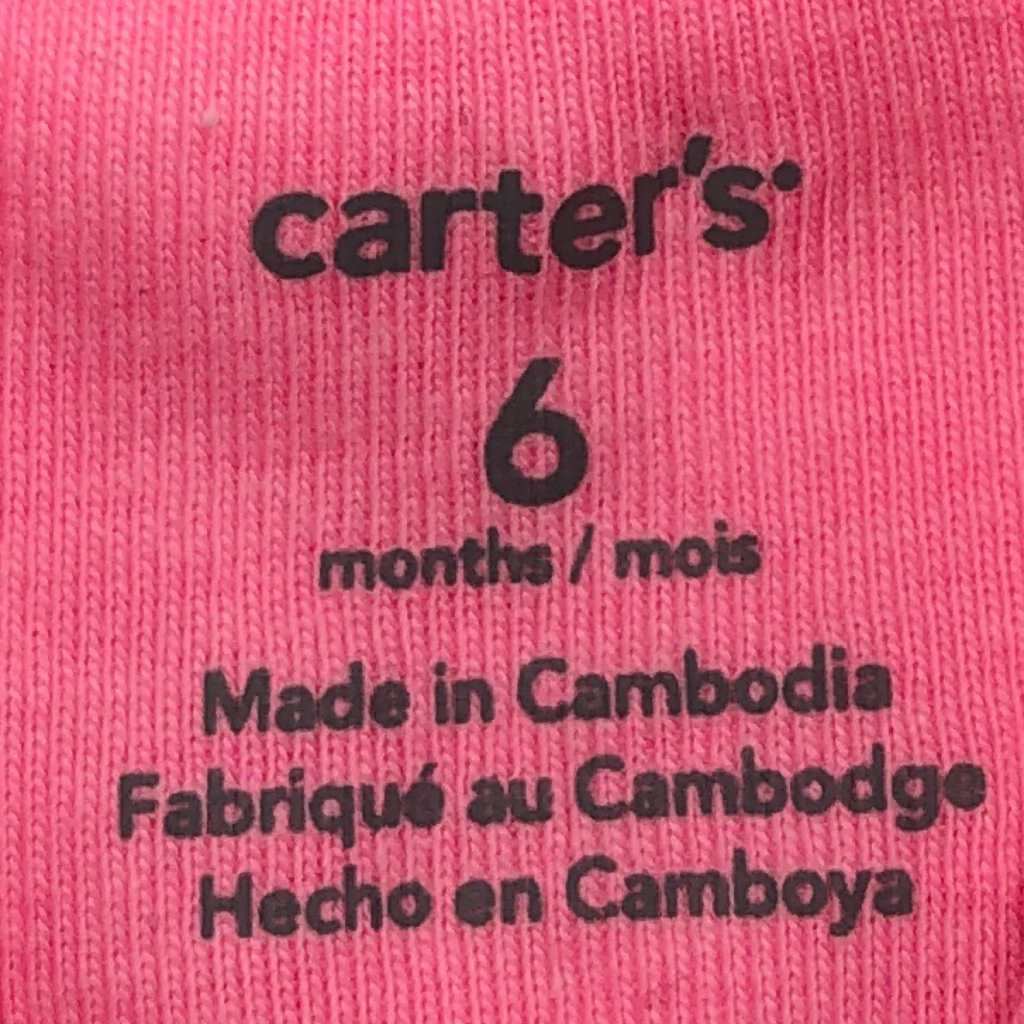 carter's
6
months / mois
Made in Cambodia
Fabriqué au Cambodge
Hecho en Camboya